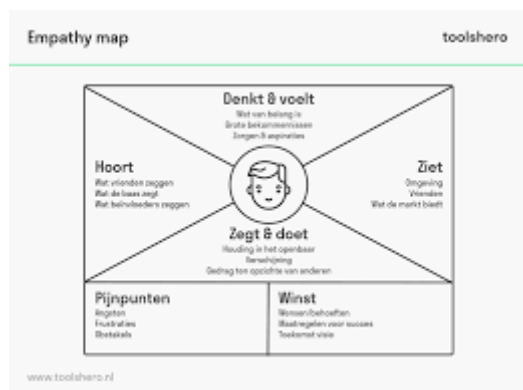 Empathy map
toolshero
Denkt & voelt
Wat van belang is
Grote bekommernissen
Zorgen & aspiraties
Hoort
Wat vrienden zeggen
Wat de baas zegt
Wat beïnvloeders zeggen
Ziet
Omgeving
Vrienden
Wat de markt biedt
Zegt & doet
Houding in het openbaar
Verschijning
Gedrag ten opzichte van anderen
Pijnpunten
Angsten
Frustraties
Obstakels
Winst
Wensen/behoeften
Maatregelen voor succes
Toekomst visie
www.toolshero.nl